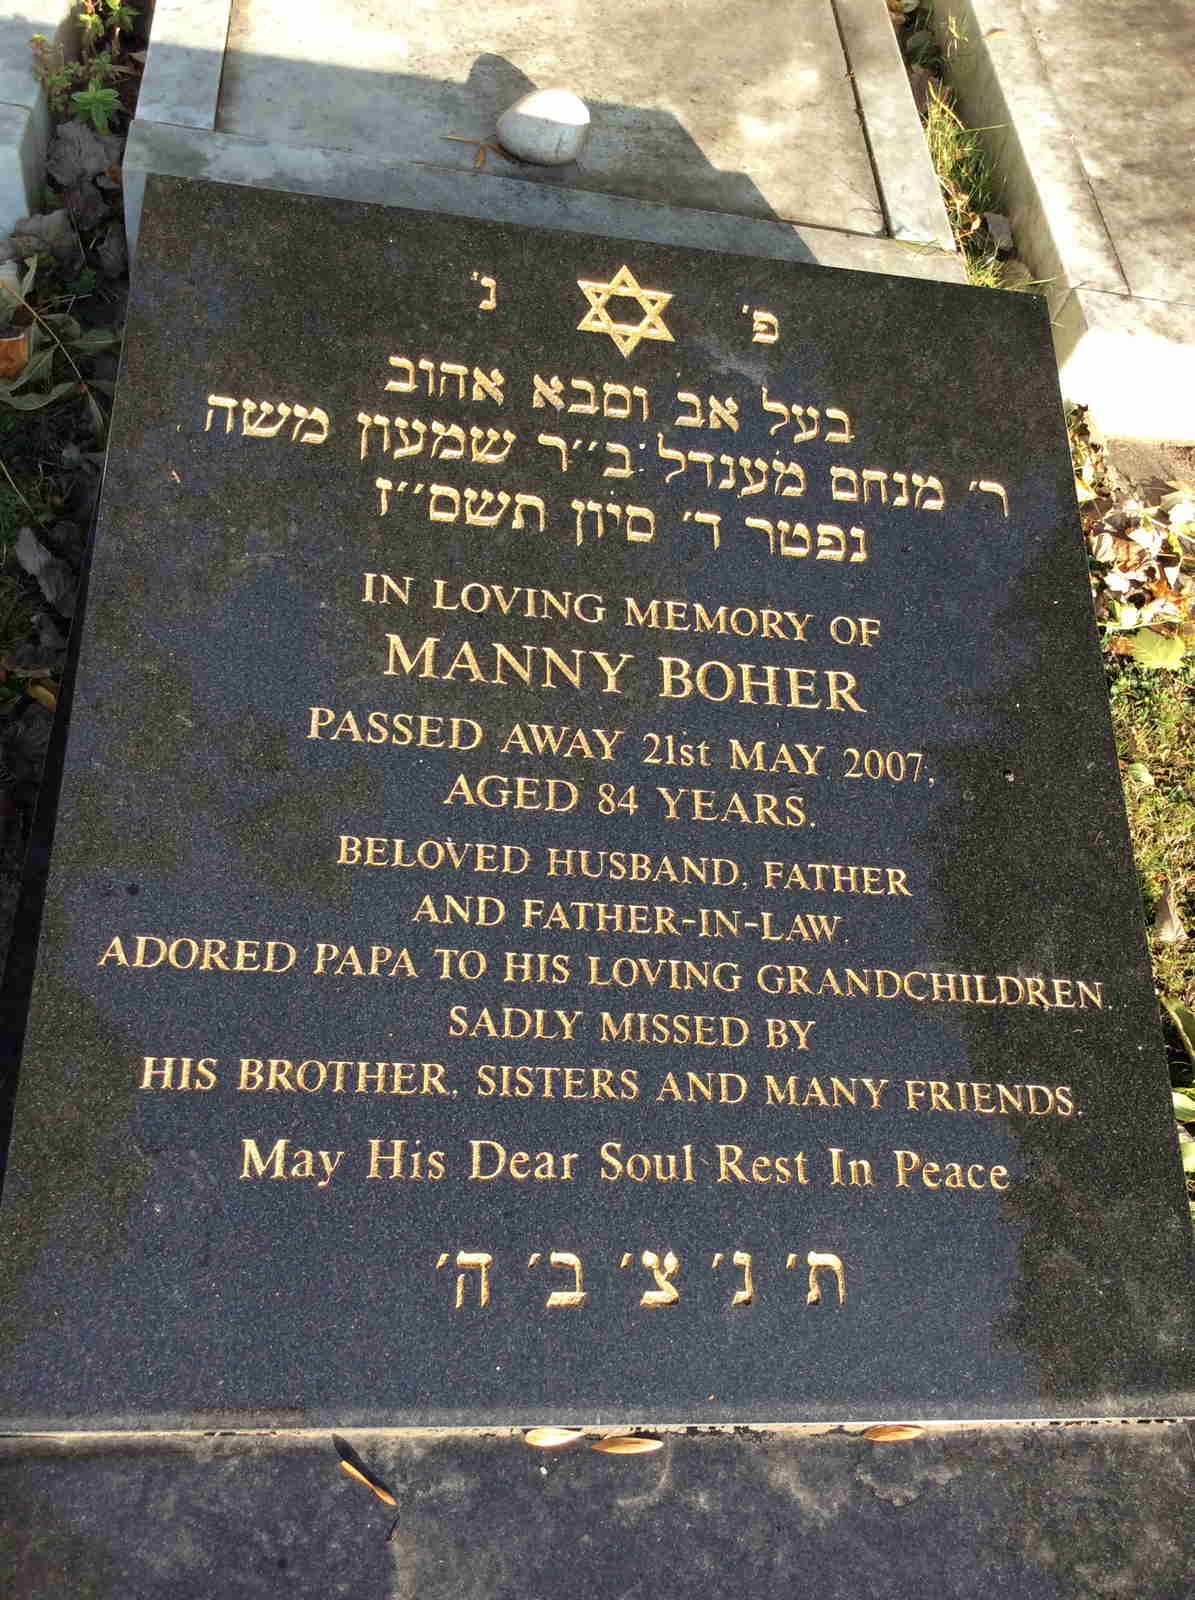 פ׳ נ׳
בעל אב וסבא אהוב
ר׳ מנחם מענדל ב״ר שמעון משה
נפטר ד׳ סיון תשס״ז
IN LOVING MEMORY OF
MANNY BOHER
PASSED AWAY 21st MAY 2007,
AGED 84 YEARS.
BELOVED HUSBAND, FATHER
AND FATHER-IN-LAW,
ADORED PAPA TO HIS LOVING GRANDCHILDREN.
SADLY MISSED BY
HIS BROTHER, SISTERS AND MANY FRIENDS.
May His Dear Soul Rest In Peace
ת׳ נ׳ צ׳ ב׳ ה׳